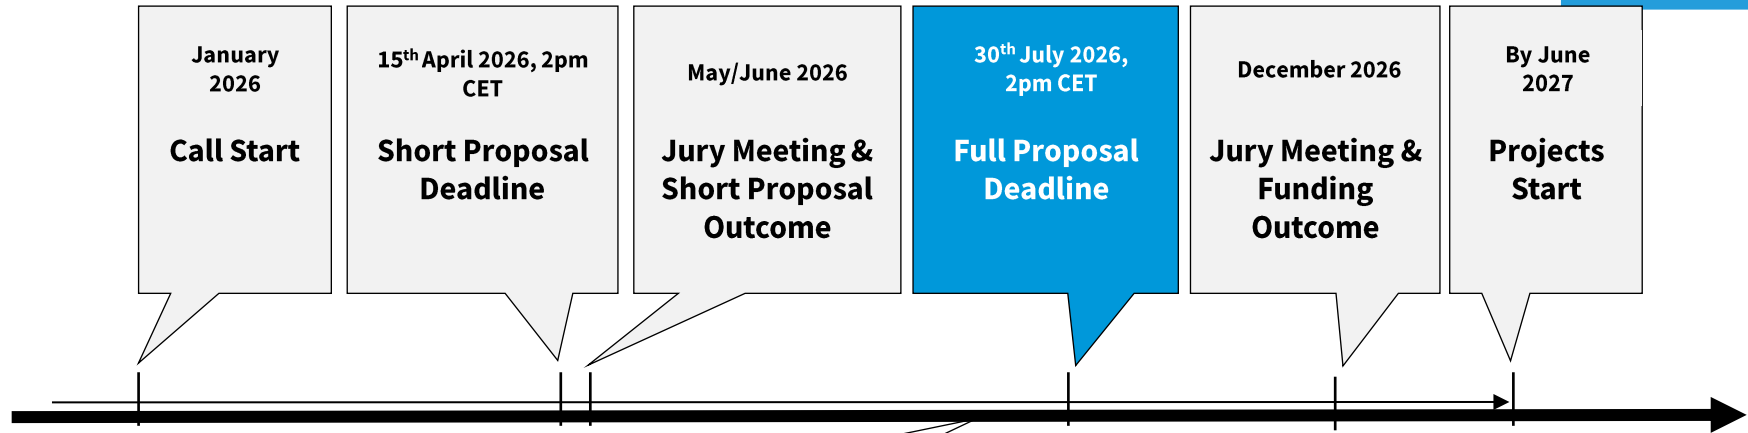 January
2026
Call Start
15th April 2026, 2pm
CET
Short Proposal
Deadline
May/June 2026
Jury Meeting &
Short Proposal
Outcome
30th July 2026,
2pm CET
Full Proposal
Deadline
December 2026
Jury Meeting &
Funding
Outcome
By June
2027
Projects
Start